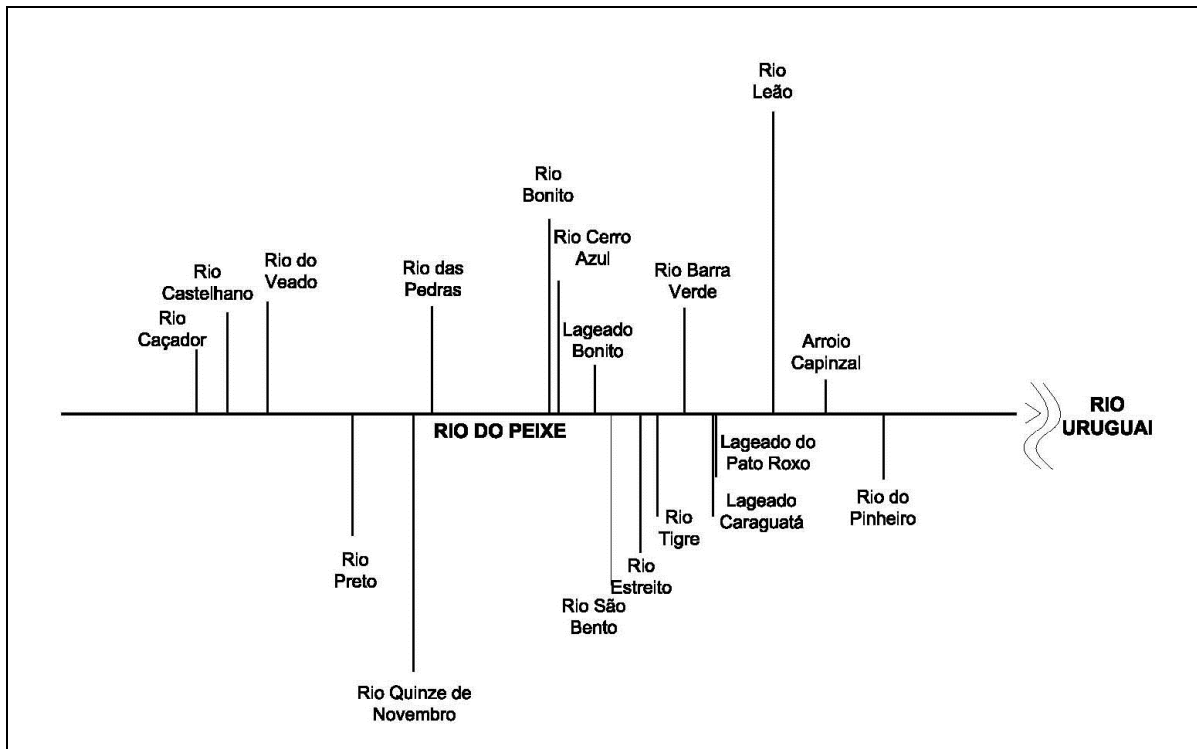 Rio
Leão
Rio
Bonito
Rio Cerro
Azul
Rio do
Veado
Rio
Castelhano
Rio das
Pedras
Rio Barra
Verde
Rio
Caçador
Lageado
Bonito
Arroio
Capinzal
RIO
URUGUAI
RIO DO PEIXE
Lageado do
Pato Roxo
Lageado
Caraguatá
Rio do
Pinheiro
Rio
Tigre
Rio
Preto
Rio
Estreito
Rio São
Bento
Rio Quinze de
Novembro